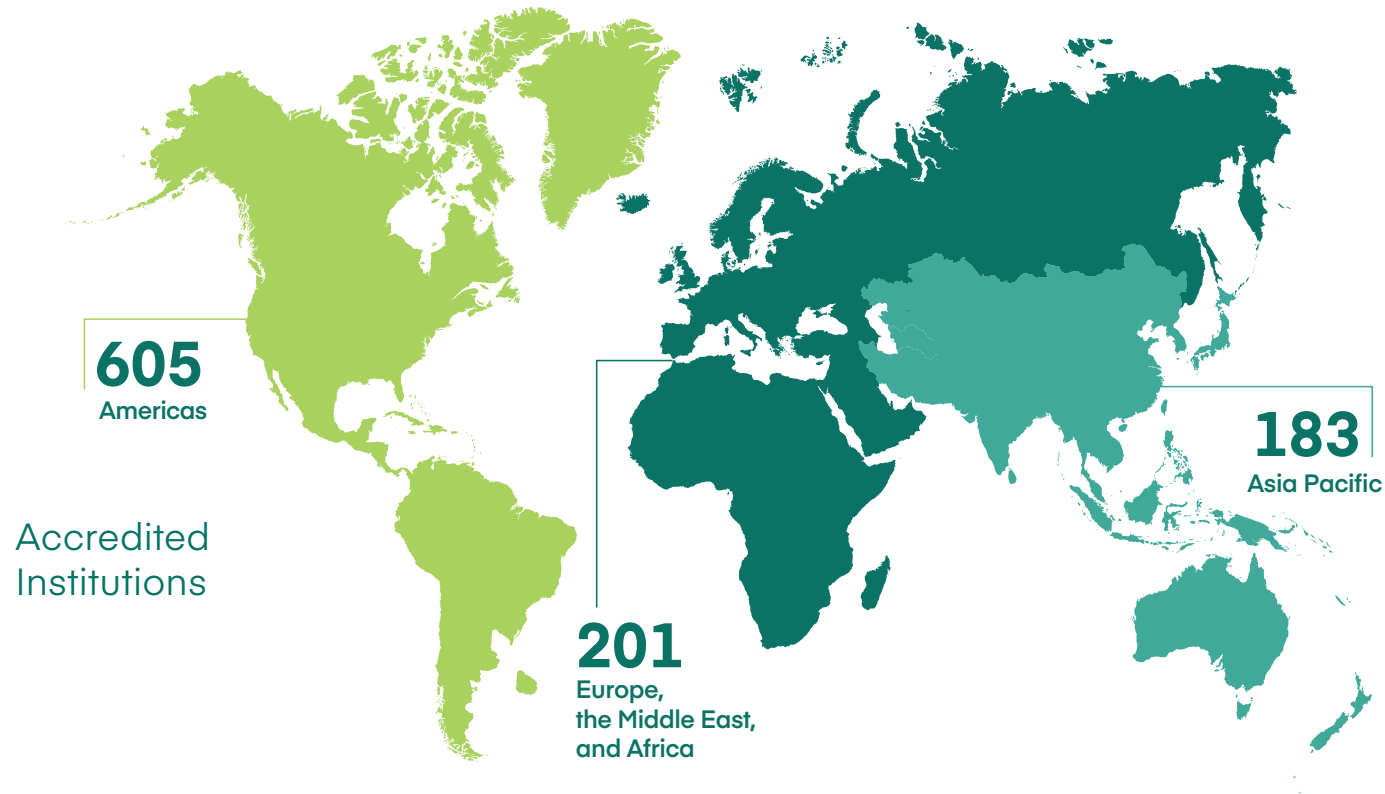 605
Americas
Accredited
Institutions
201
Europe,
the Middle East,
and Africa
183
Asia Pacific